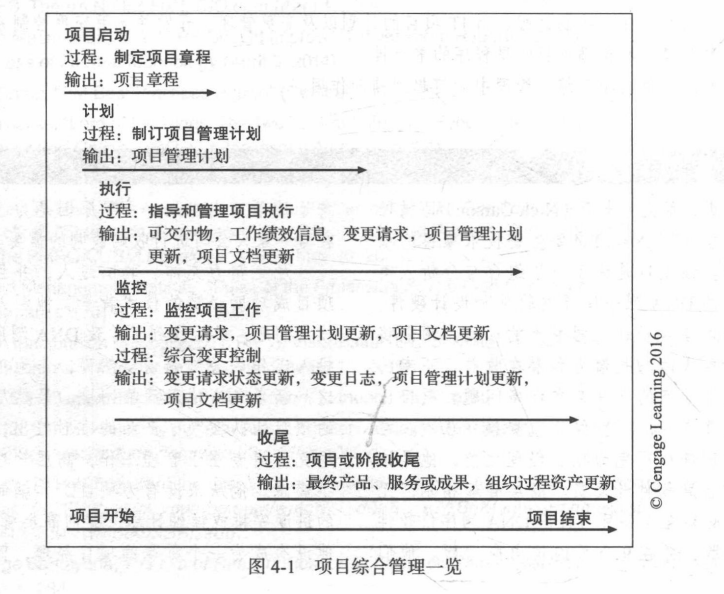 项目启动
过程：制定项目章程
输出：项目章程
计划
过程：制订项目管理计划
输出：项目管理计划
执行
过程：指导和管理项目执行
输出：可交付物，工作绩效信息，变更请求，项目管理计划
更新，项目文档更新
监控
过程：监控项目工作
输出：变更请求，项目管理计划更新，项目文档更新
过程：综合变更控制
输出：变更请求状态更新，变更日志，项目管理计划更新，
项目文档更新
收尾
过程：项目或阶段收尾
输出：最终产品、服务或成果，组织过程资产更新
项目开始
项目结束
© Cengage Learning 2016
图 4-1 项目综合管理一览